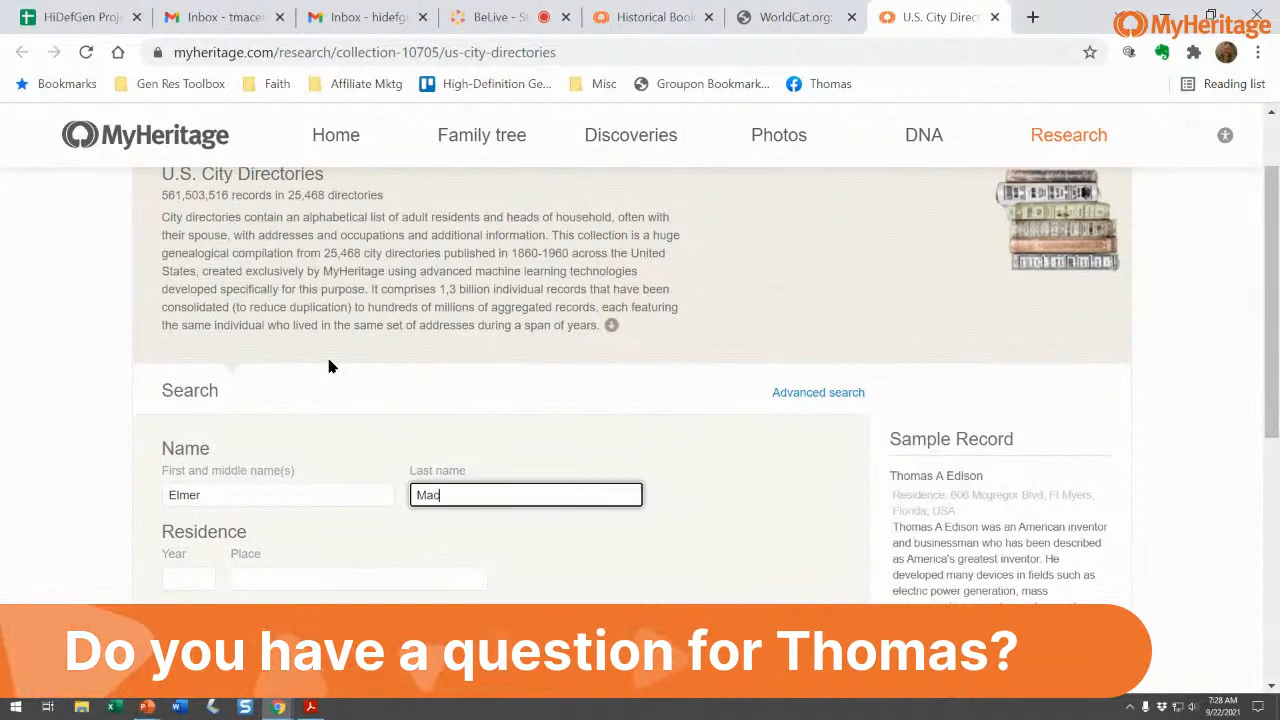 HiDefGen Proj
Inbox - tmace
Inbox - hidefg
BeLive - St
Historical Book
WorldCat.org:
U.S. City Direct
MyHeritage
myheritage.com/research/collection-10705/us-city-directories
Bookmarks
Gen Res Toolbox
Faith
Affiliate Mktg
High-Definition Ge...
Misc
Groupon Bookmark...
Thomas
Reading list
MyHeritage
Home
Family tree
Discoveries
Photos
DNA
Research
U.S. City Directories
561,503,516 records in 25,468 directories
City directories contain an alphabetical list of adult residents and heads of household, often with
their spouse, with addresses and occupations and additional information. This collection is a huge
genealogical compilation from 25,468 city directories published in 1860-1960 across the United
States, created exclusively by MyHeritage using advanced machine learning technologies
developed specifically for this purpose. It comprises 1,3 billion individual records that have been
consolidated (to reduce duplication) to hundreds of millions of aggregated records, each featuring
the same individual who lived in the same set of addresses during a span of years.
Search
Advanced search
Name
First and middle name(s)
Last name
Elmer
Mac
Residence
Year
Place
Sample Record
Thomas A Edison
Residence: 606 Mcgregor Blvd, Ft Myers,
Florida, USA
Thomas A Edison was an American inventor
and businessman who has been described
as America's greatest inventor. He
developed many devices in fields such as
electric power generation, mass
Do you have a question for Thomas?
7:28 AM
9/22/2021